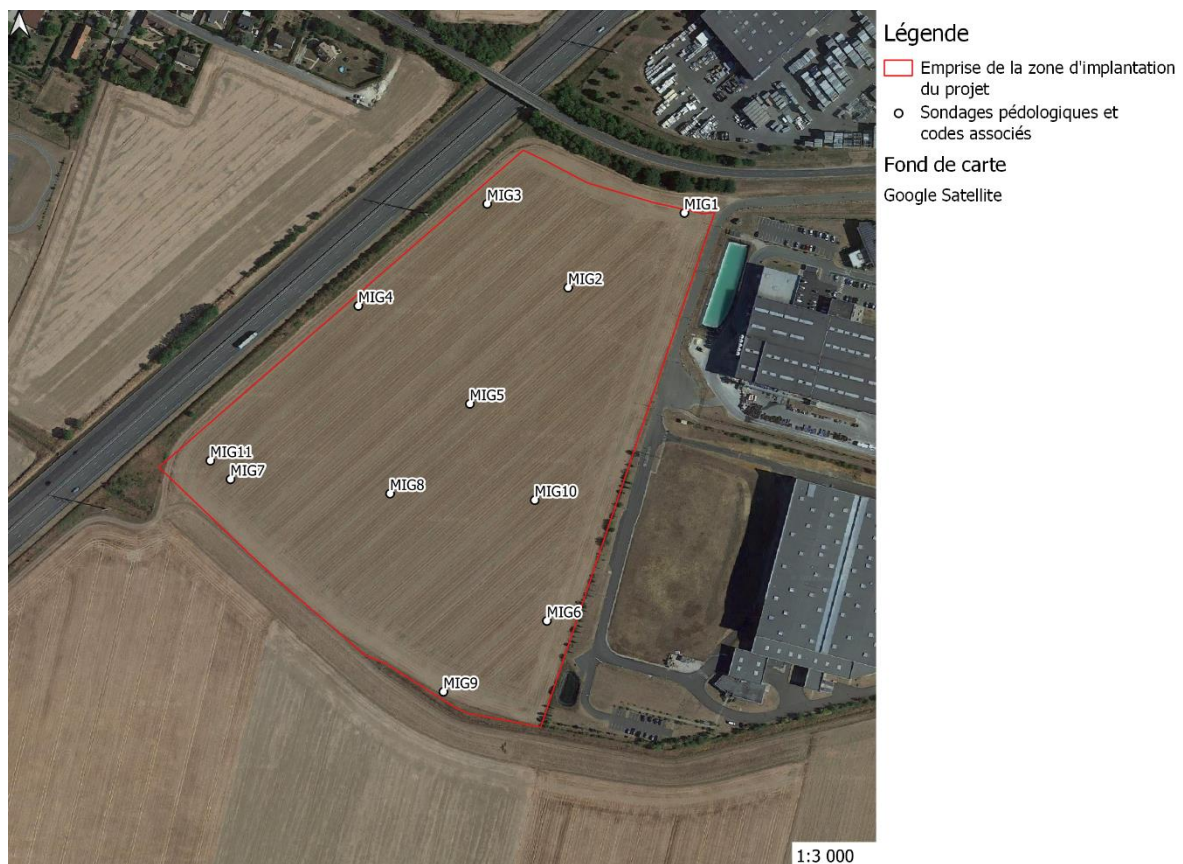 Légende
Emprise de la zone d'implantation
du projet
Sondages pédologiques et
codes associés
Fond de carte
Google Satellite
MIG3
MIG1
MIG2
MIG4
MIG5
MIG11
MIG7
MIG8
MIG10
MIG6
MIG9
1:3 000